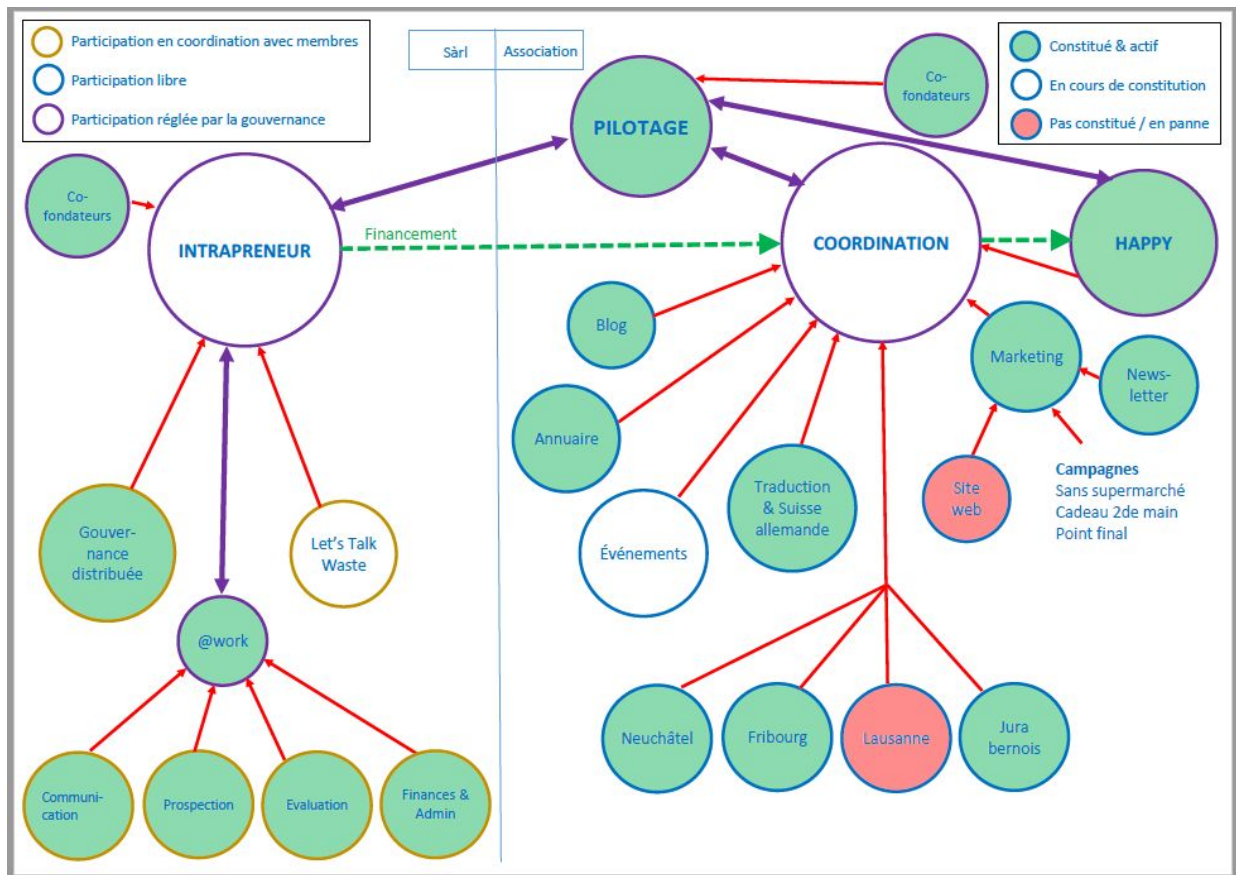 Participation en coordination avec membres
Participation libre
Participation réglée par la gouvernance
Sàrl
Association
Constitué & actif
En cours de constitution
Pas constitué / en panne
Co-
fondateurs
PILOTAGE
Co-
fondateurs
INTRAPRENEUR
Financement
COORDINATION
HAPPY
Blog
Marketing
News-
letter
Annuaire
Traduction
& Suisse
allemande
Site
web
Campagnes
Sans supermarché
Cadeau 2de main
Point final
Événements
Gouver-
nance
distribuée
Let's Talk
Waste
@work
Neuchâtel
Fribourg
Lausanne
Jura
bernois
Communi-
cation
Prospection
Evaluation
Finances &
Admin